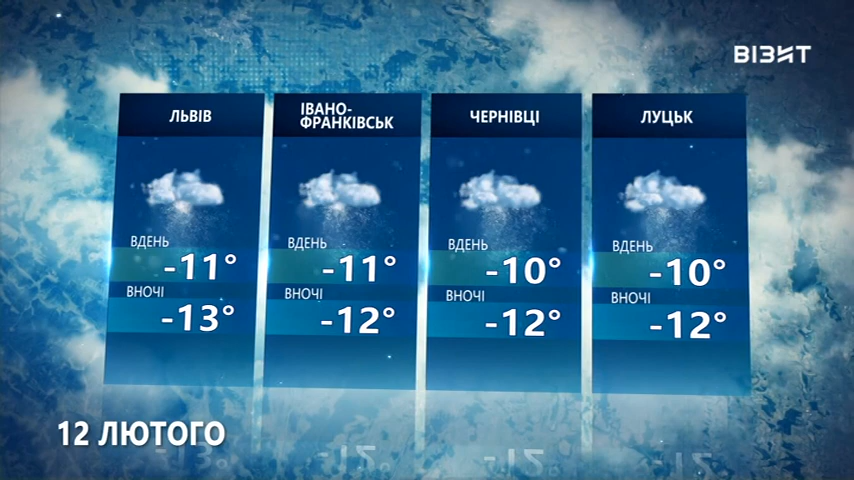 ВІЗИТ
ЛЬВІВ
ВДЕНЬ
-11°
ВНОЧІ
-13°
ІВАНО-
ФРАНКІВСЬК
ВДЕНЬ
-11°
ВНОЧІ
-12°
ЧЕРНІВЦІ
ВДЕНЬ
-10°
ВНОЧІ
-12°
ЛУЦЬК
ВДЕНЬ
-10°
ВНОЧІ
-12°
12 ЛЮТОГО